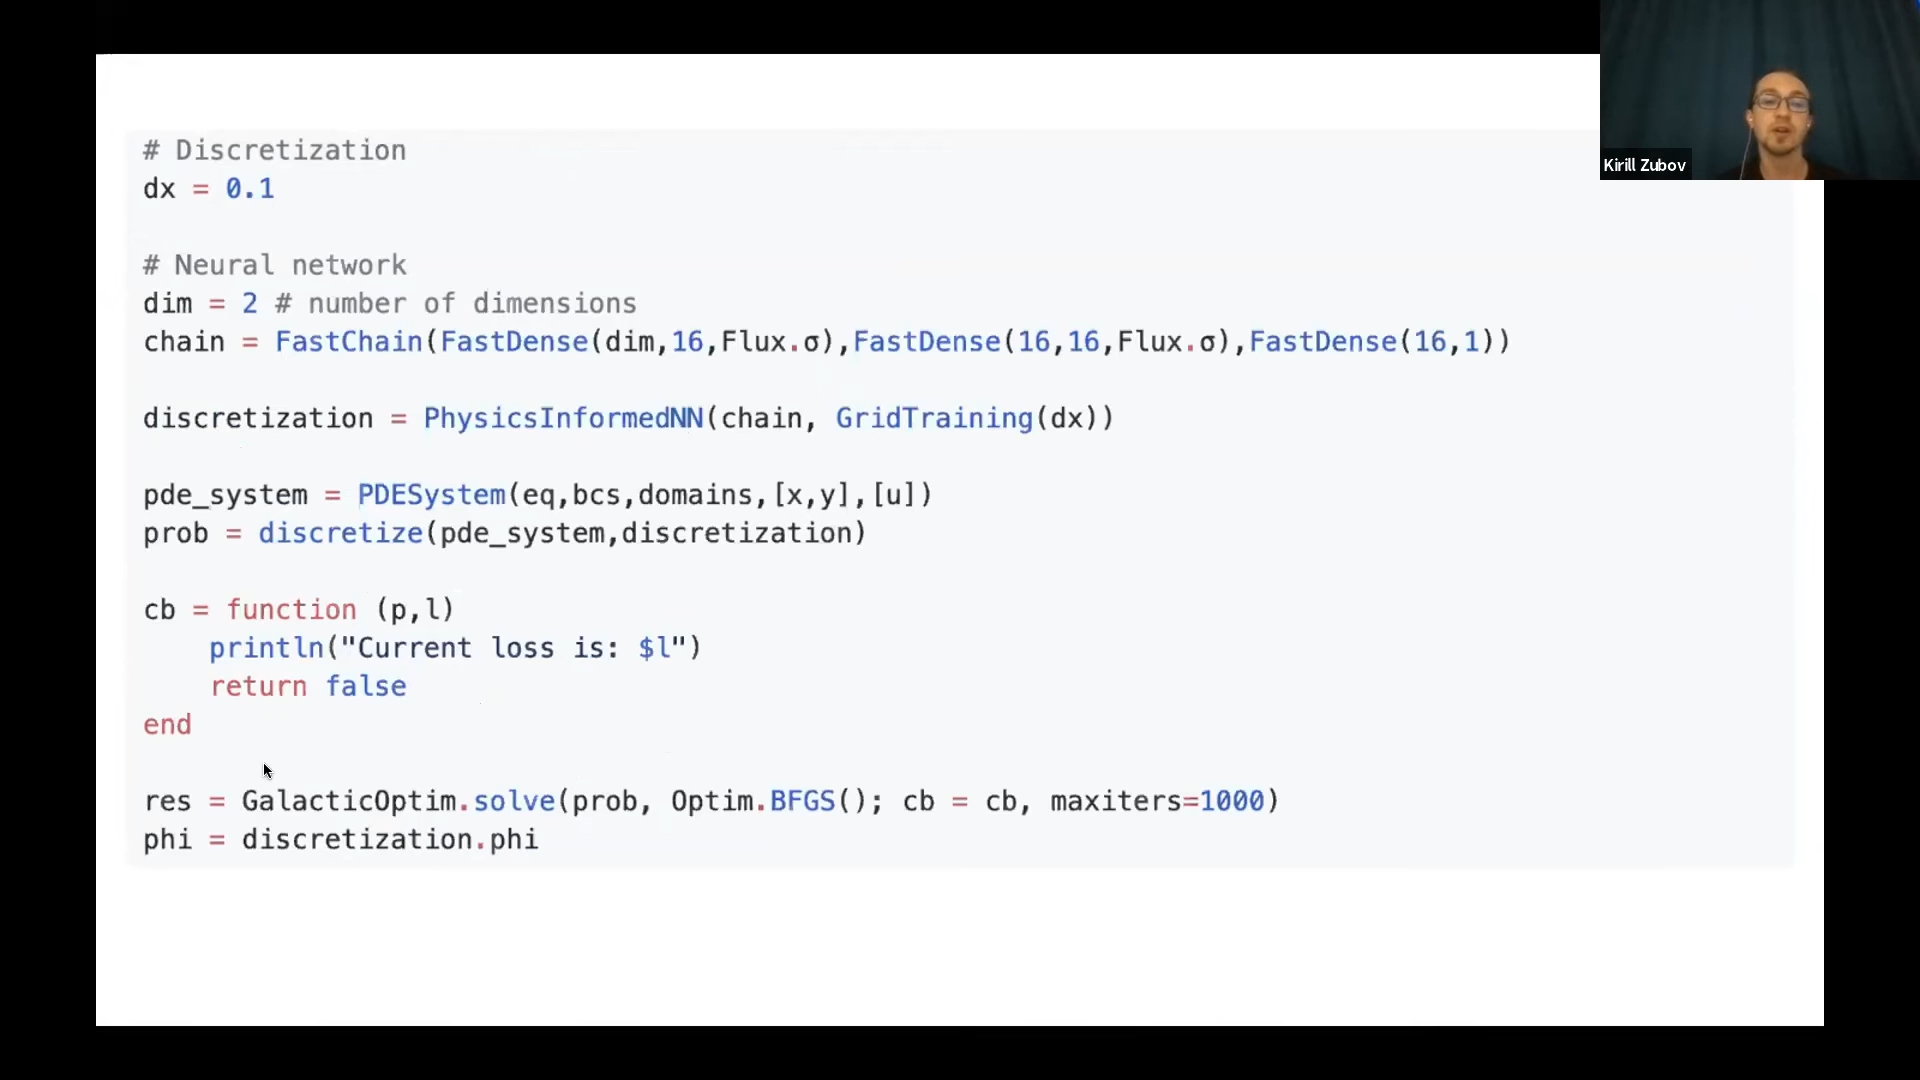 # Discretization
dx = 0.1
# Neural network
dim = 2 # number of dimensions
chain = FastChain(FastDense(dim,16,Flux.σ),FastDense(16,16,Flux.σ),FastDense(16,1))
discretization = PhysicsInformedNN(chain, GridTraining(dx))
pde_system = PDESystem(eq,bcs,domains,[x,y],[u])
prob = discretize(pde_system,discretization)
cb = function (p,l)
    println("Current loss is: $l")
    return false
end
res = GalacticOptim.solve(prob, Optim.BFGS(); cb = cb, maxiters=1000)
phi = discretization.phi
Kirill Zubov